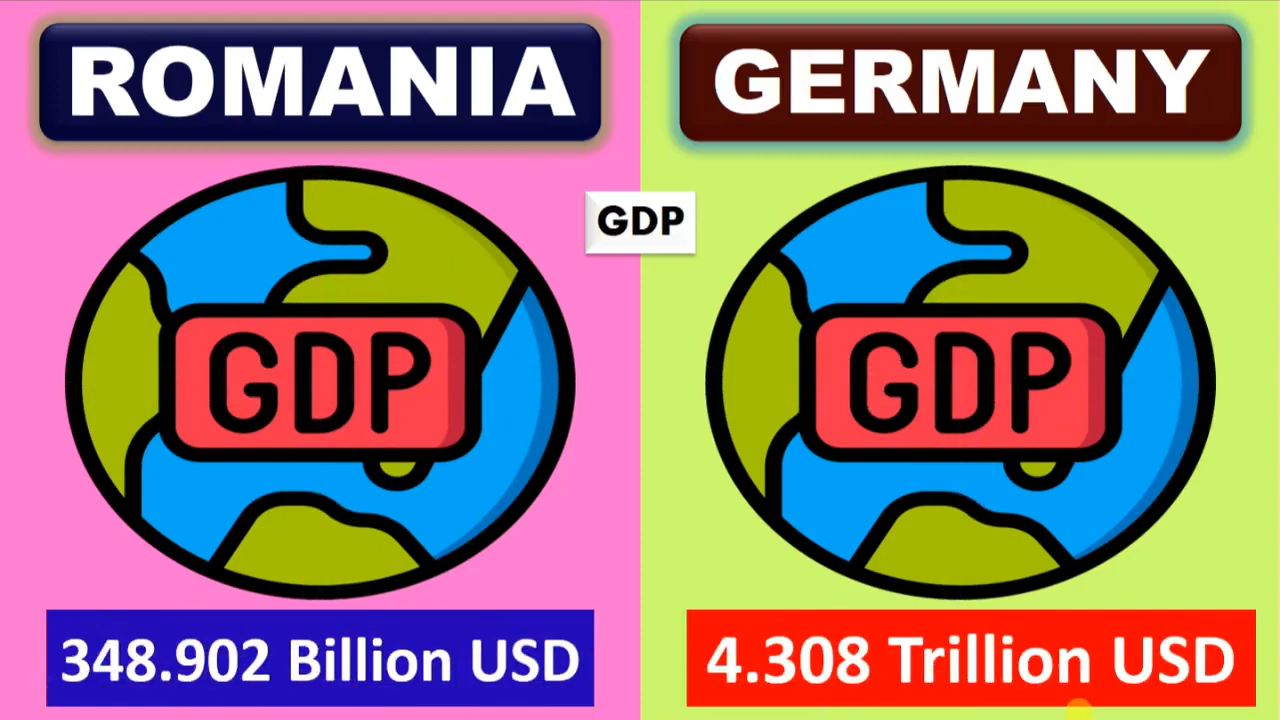 ROMANIA
GERMANY
GDP
GDP
GDP
348.902 Billion USD
4.308 Trillion USD